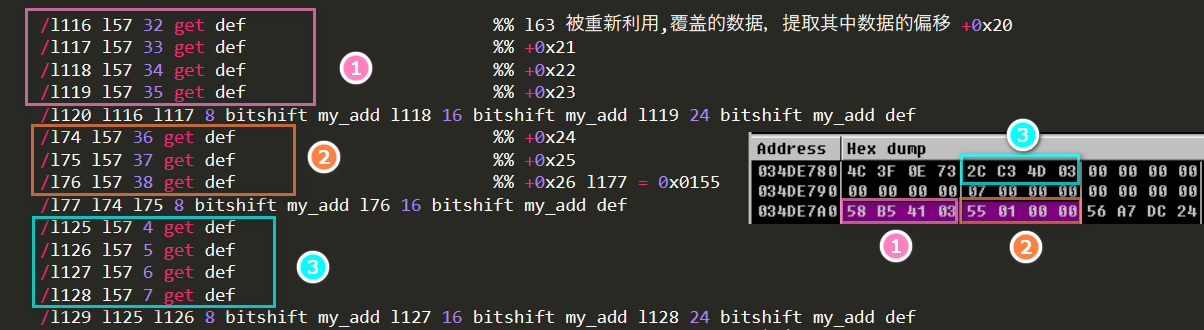 /l116 l57 32 get def %% l63 被重新利用,覆盖的数据, 提取其中数据的偏移 +0x20
/l117 l57 33 get def %% +0x21
/l118 l57 34 get def %% +0x22
/l119 l57 35 get def %% +0x23
1
/l120 l116 l117 8 bitshift my_add l118 16 bitshift my_add l119 24 bitshift my_add def
/l74 l57 36 get def %% +0x24
/l75 l57 37 get def %% +0x25
/l76 l57 38 get def %% +0x26 l177 = 0x0155
2
/l77 l74 l75 8 bitshift my_add l76 16 bitshift my_add def
/l125 l57 4 get def
/l126 l57 5 get def
/l127 l57 6 get def
/l128 l57 7 get def
3
/l129 l125 l126 8 bitshift my_add l127 16 bitshift my_add l128 24 bitshift my_add def
3
Address Hex dump
034DE780 4C 3F 0E 73 2C C3 4D 03 00 00 00 00
034DE790 00 00 00 00 07 00 00 00 00 00 00 00
034DE7A0 58 B5 41 03 55 01 00 00 56 A7 DC 24
1
2